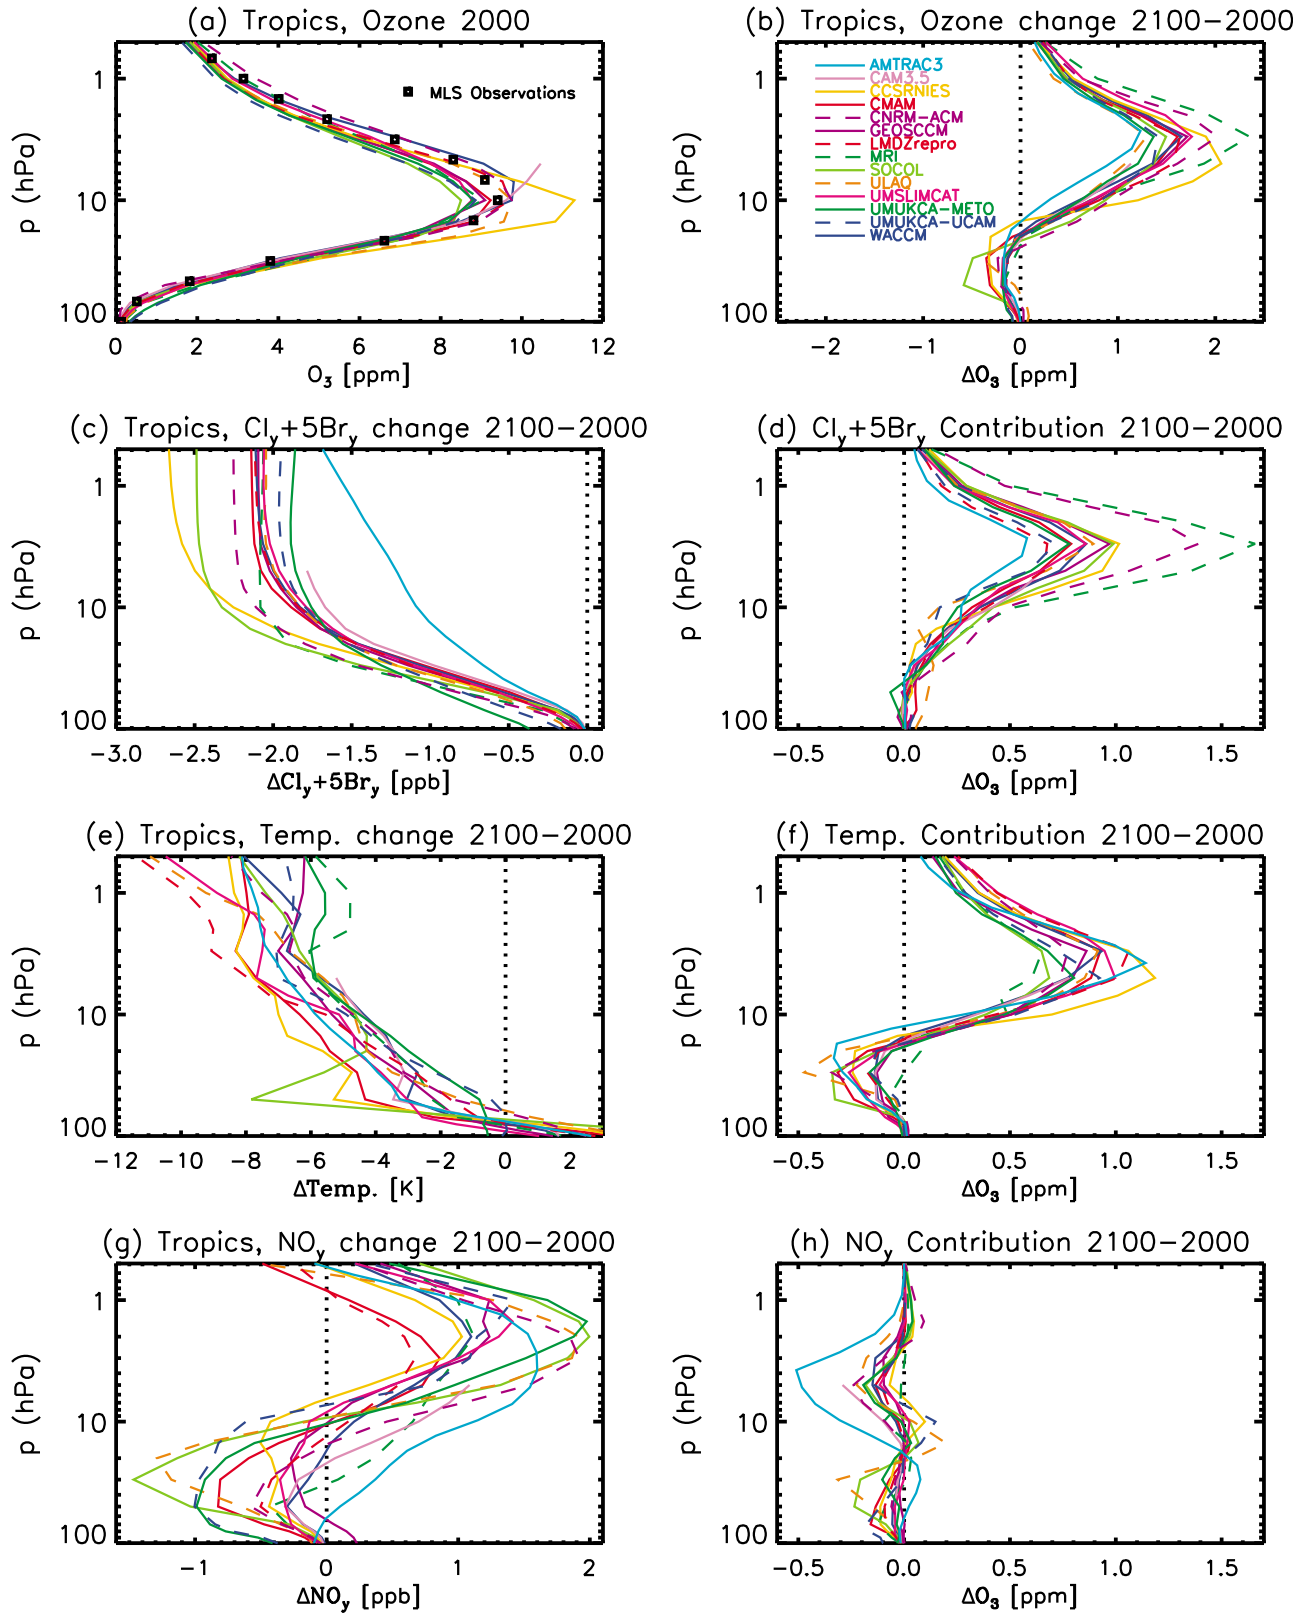 (a) Tropics, Ozone 2000
p (hPa)
1
10
100
MLS Observations
0 2 4 6 8 10 12
O3 [ppm]
(b) Tropics, Ozone change 2100-2000
p (hPa)
1
10
100
AMTRAC3
CAM3.5
CCSRNIES
CMAM
CNRM-ACM
GEOSCCM
LMDZrepro
MRI
SOCOL
ULAQ
UMSLIMCAT
UMUKCA-METO
UMUKCA-UCAM
WACCM
-2 -1 0 1 2
ΔO3 [ppm]
(c) Tropics, Cly+5Bry change 2100-2000
p (hPa)
1
10
100
-3.0 -2.5 -2.0 -1.5 -1.0 -0.5 0.0
ΔCly+5Bry [ppb]
(d) Cly+5Bry Contribution 2100-2000
p (hPa)
1
10
100
-0.5 0.0 0.5 1.0 1.5
ΔO3 [ppm]
(e) Tropics, Temp. change 2100-2000
p (hPa)
1
10
100
-12 -10 -8 -6 -4 -2 0 2
ΔTemp. [K]
(f) Temp. Contribution 2100-2000
p (hPa)
1
10
100
-0.5 0.0 0.5 1.0 1.5
ΔO3 [ppm]
(g) Tropics, NOy change 2100-2000
p (hPa)
1
10
100
-1 0 1 2
ΔNOy [ppb]
(h) NOy Contribution 2100-2000
p (hPa)
1
10
100
-0.5 0.0 0.5 1.0 1.5
ΔO3 [ppm]